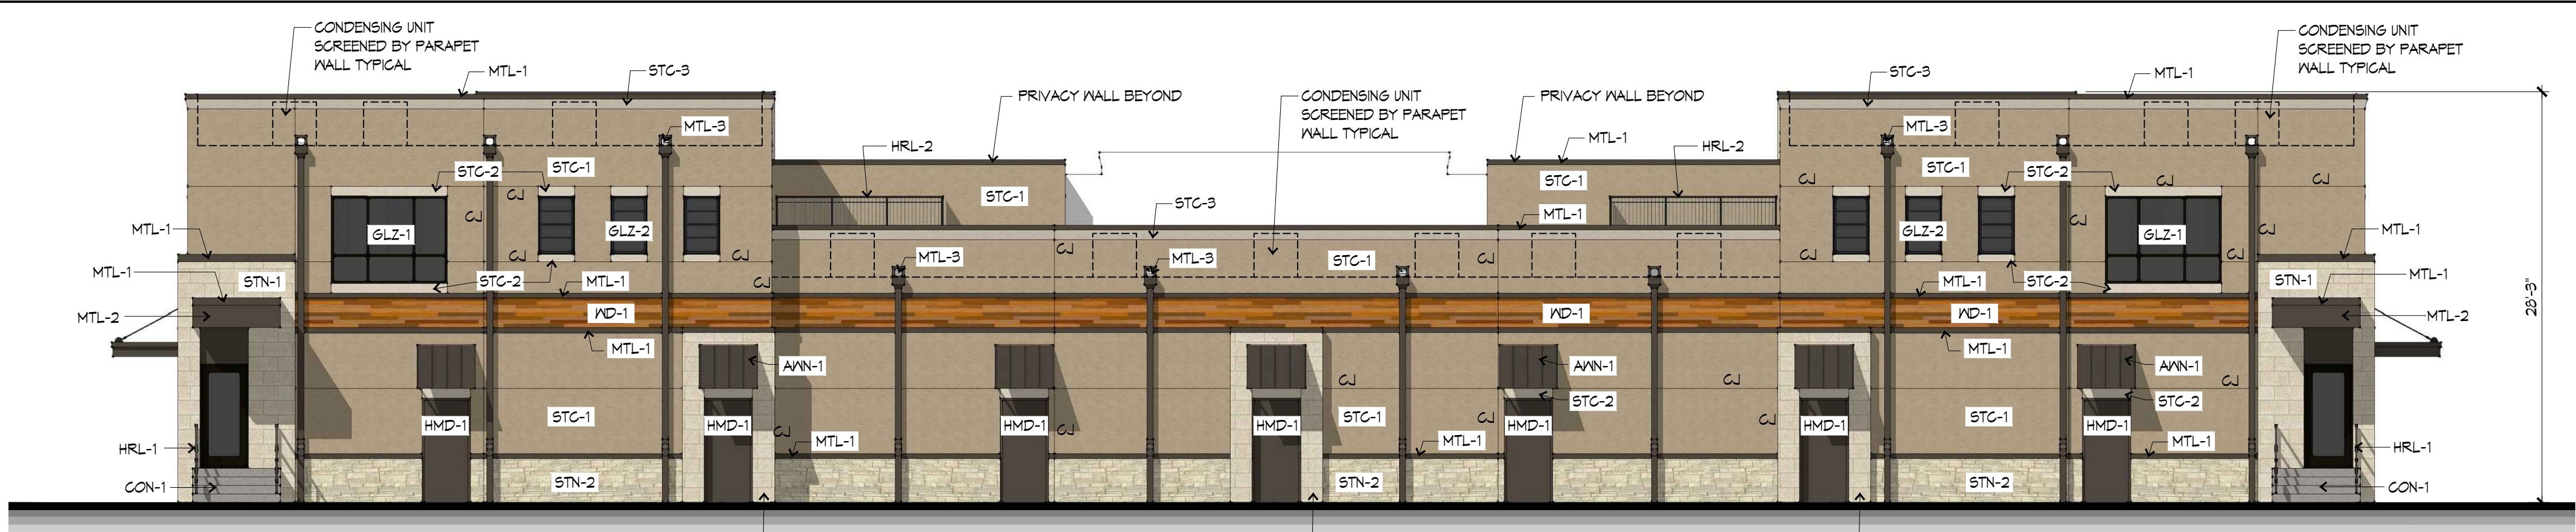 CONDENSING UNIT
SCREENED BY PARAPET
WALL TYPICAL
MTL-1
STC-3
MTL-3
PRIVACY WALL BEYOND
CONDENSING UNIT
SCREENED BY PARAPET
WALL TYPICAL
PRIVACY WALL BEYOND
MTL-1
STC-3
MTL-1
CONDENSING UNIT
SCREENED BY PARAPET
WALL TYPICAL
MTL-3
HRL-2
HRL-2
STC-2
STC-1
STC-1
STC-1
STC-1
STC-2
CJ
CJ
CJ
CJ
CJ
CJ
STC-3
MTL-1
MTL-1
GLZ-1
GLZ-2
CJ
CJ
GLZ-2
GLZ-1
CJ
MTL-1
MTL-1
STN-1
CJ
CJ
MTL-3
MTL-3
CJ
STC-1
CJ
CJ
CJ
CJ
STN-1
MTL-1
STC-2
MTL-1
CJ
MTL-1
STC-2
MTL-2
WD-1
WD-1
WD-1
MTL-2
28'-3"
MTL-1
MTL-1
AWN-1
AWN-1
AWN-1
CJ
CJ
CJ
STC-2
STC-2
STC-1
STC-1
STC-1
CJ
CJ
HMD-1
HMD-1
HMD-1
HMD-1
HMD-1
HMD-1
HMD-1
CJ
CJ
MTL-1
MTL-1
MTL-1
HRL-1
HRL-1
STN-2
STN-2
STN-2
CON-1
CON-1